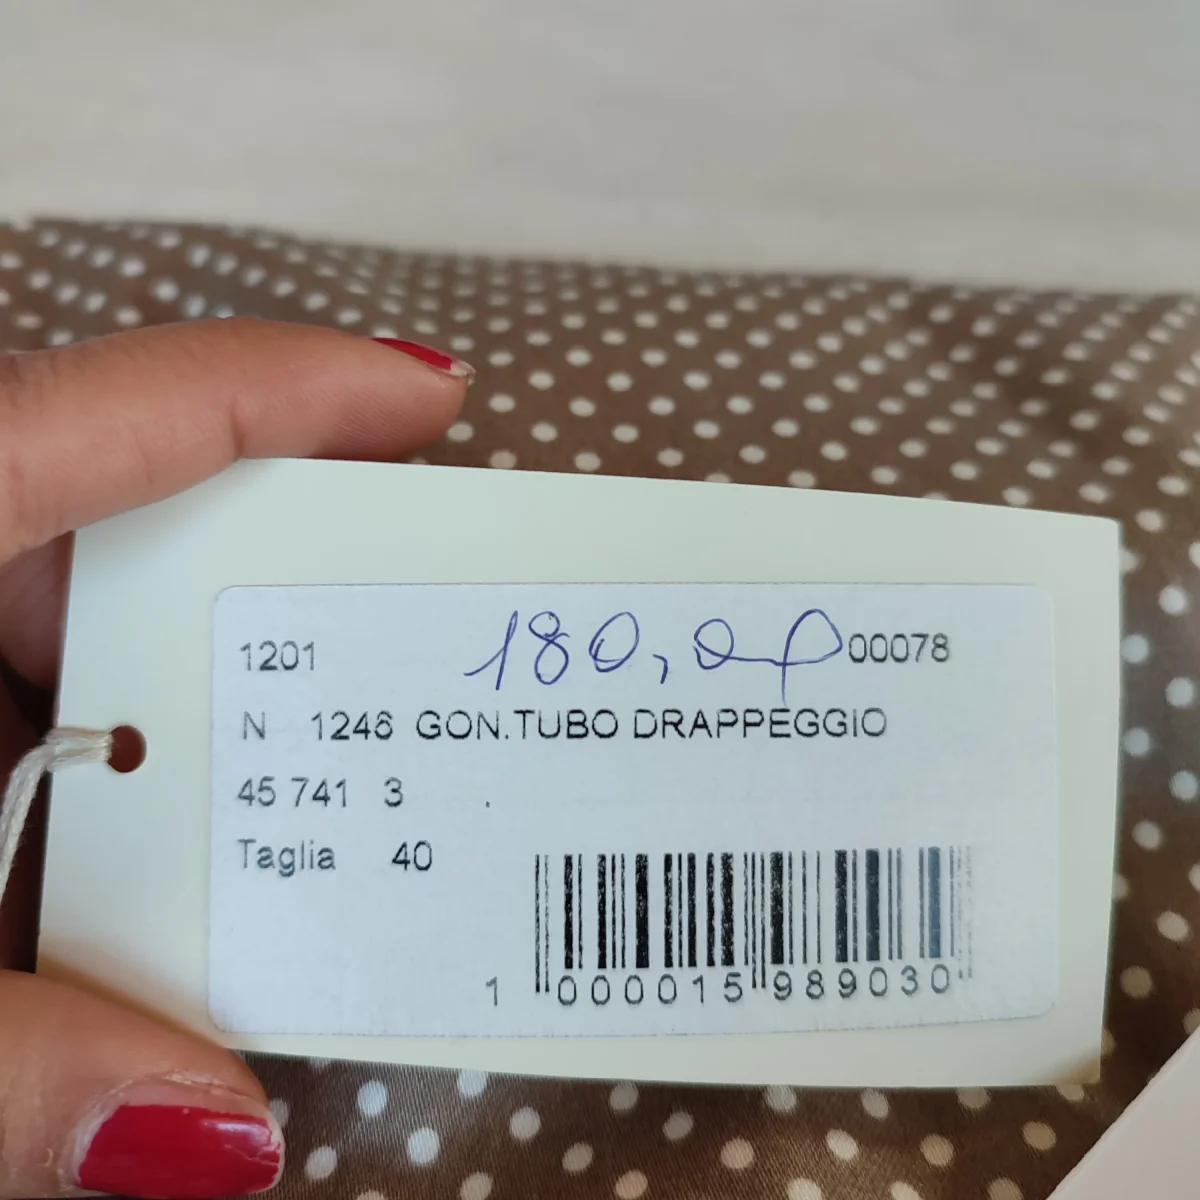 1201 180,00 00078
N 1246 GON.TUBO DRAPPEGGIO
45 741 3 .
Taglia 40
1 000015 989030